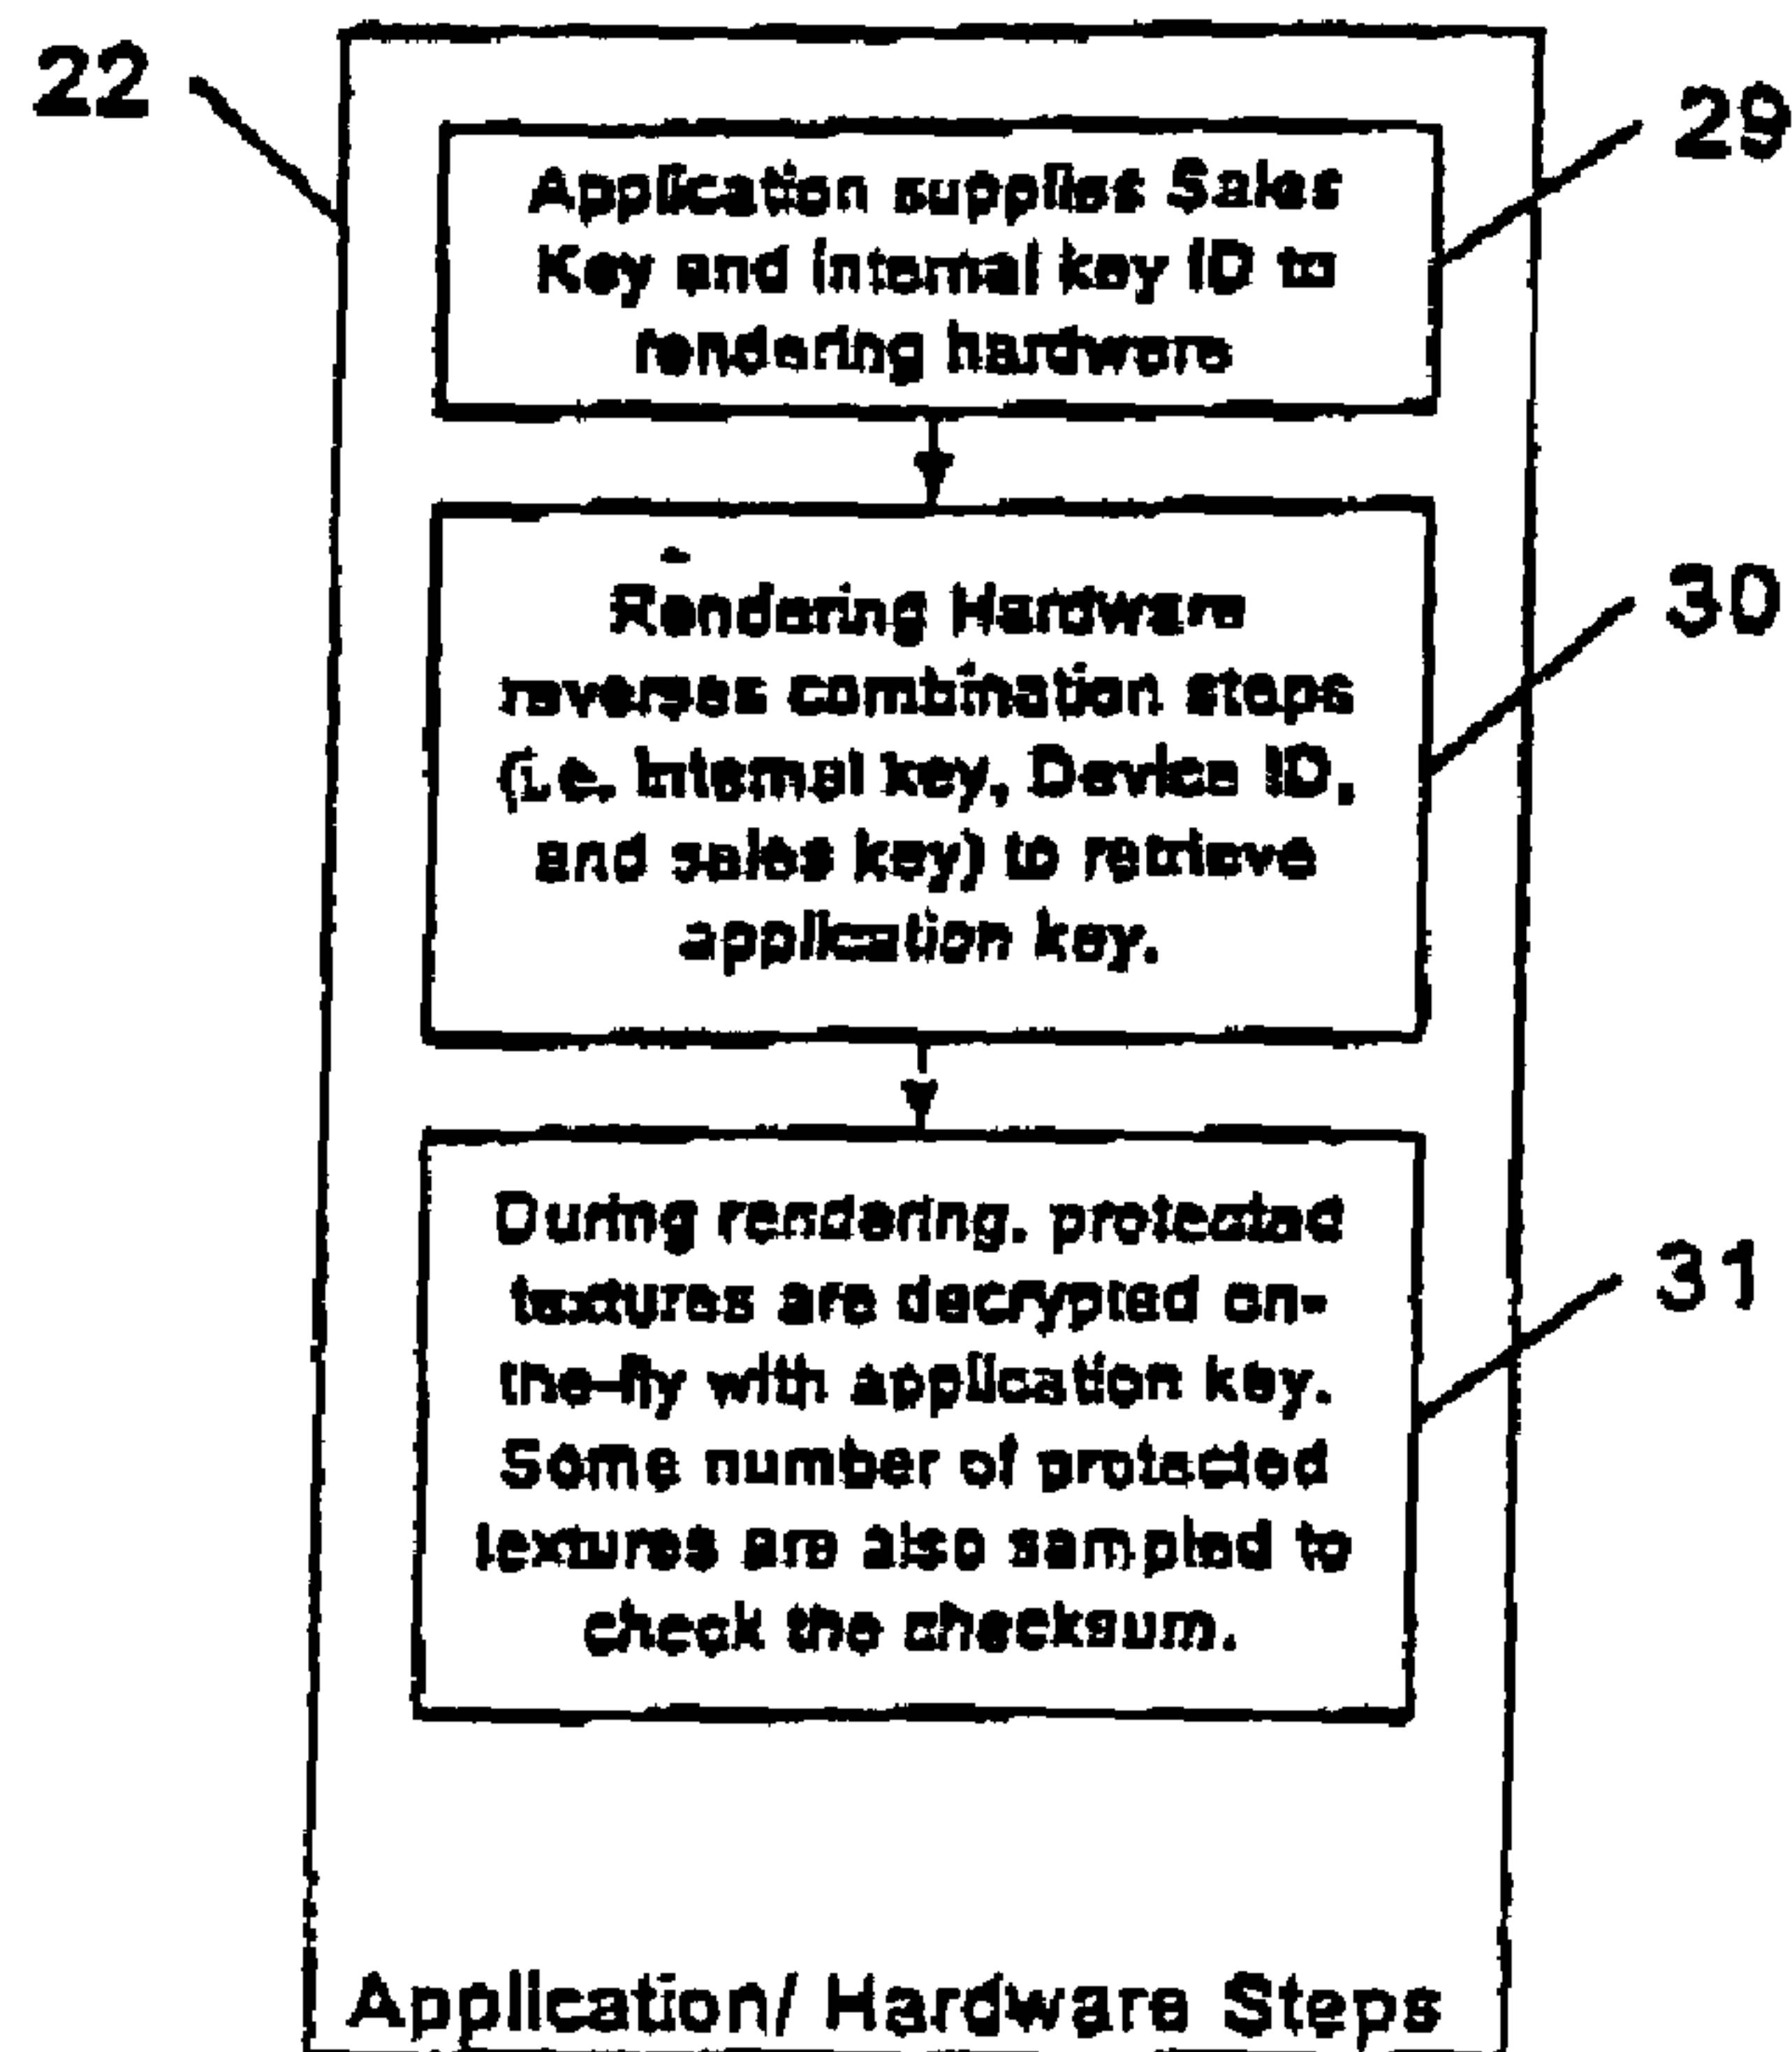 22
29
Application supplies Sales
Key and internal key ID to
rendering hardware
30
Rendering Hardware
reverses combination steps
(i.e. internal key, Device ID,
and sales key) to retrieve
application key.
During rendering, protected
textures are decrypted on-
the-fly with application key.
Some number of protected
textures are also sampled to
check the checksum.
31
Application/ Hardware Steps